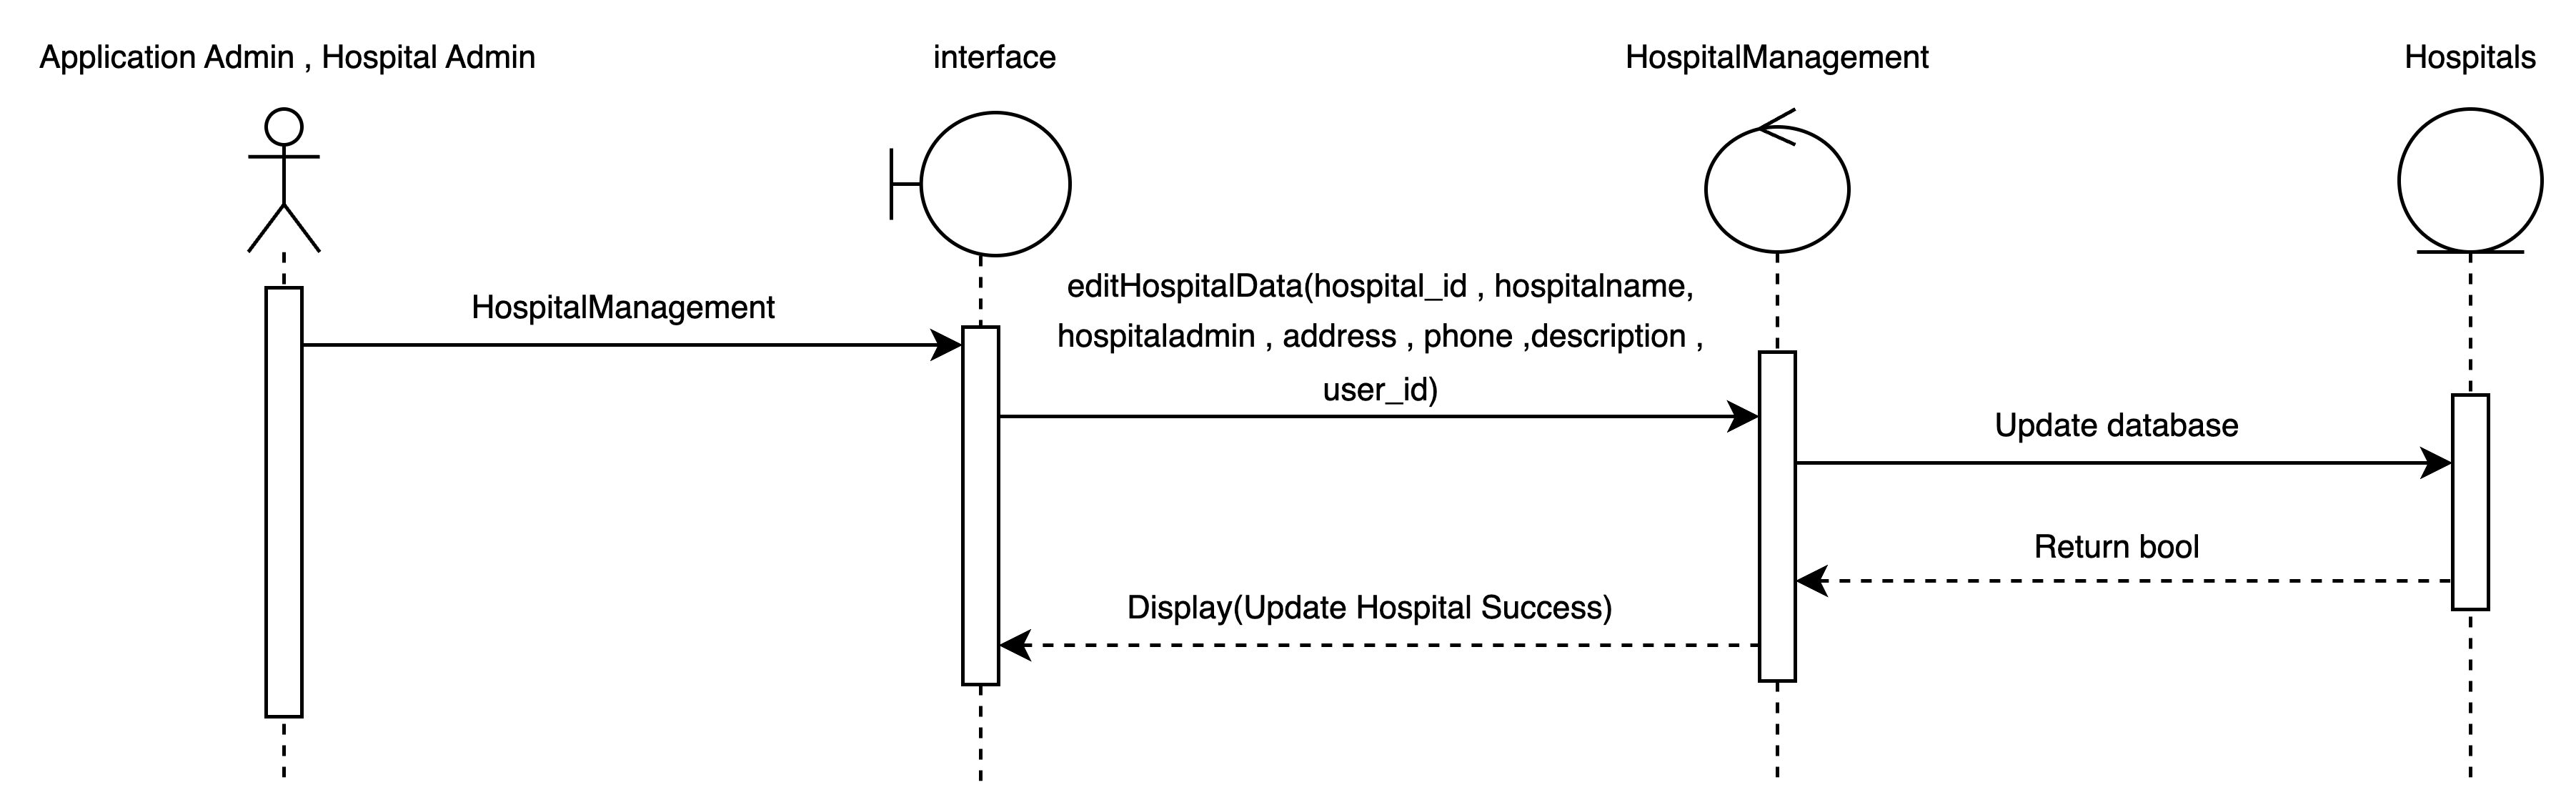 Application Admin , Hospital Admin
interface
HospitalManagement
Hospitals
HospitalManagement
editHospitalData(hospital_id , hospitalname,
hospitaladmin , address , phone ,description ,
user_id)
Update database
Return bool
Display(Update Hospital Success)